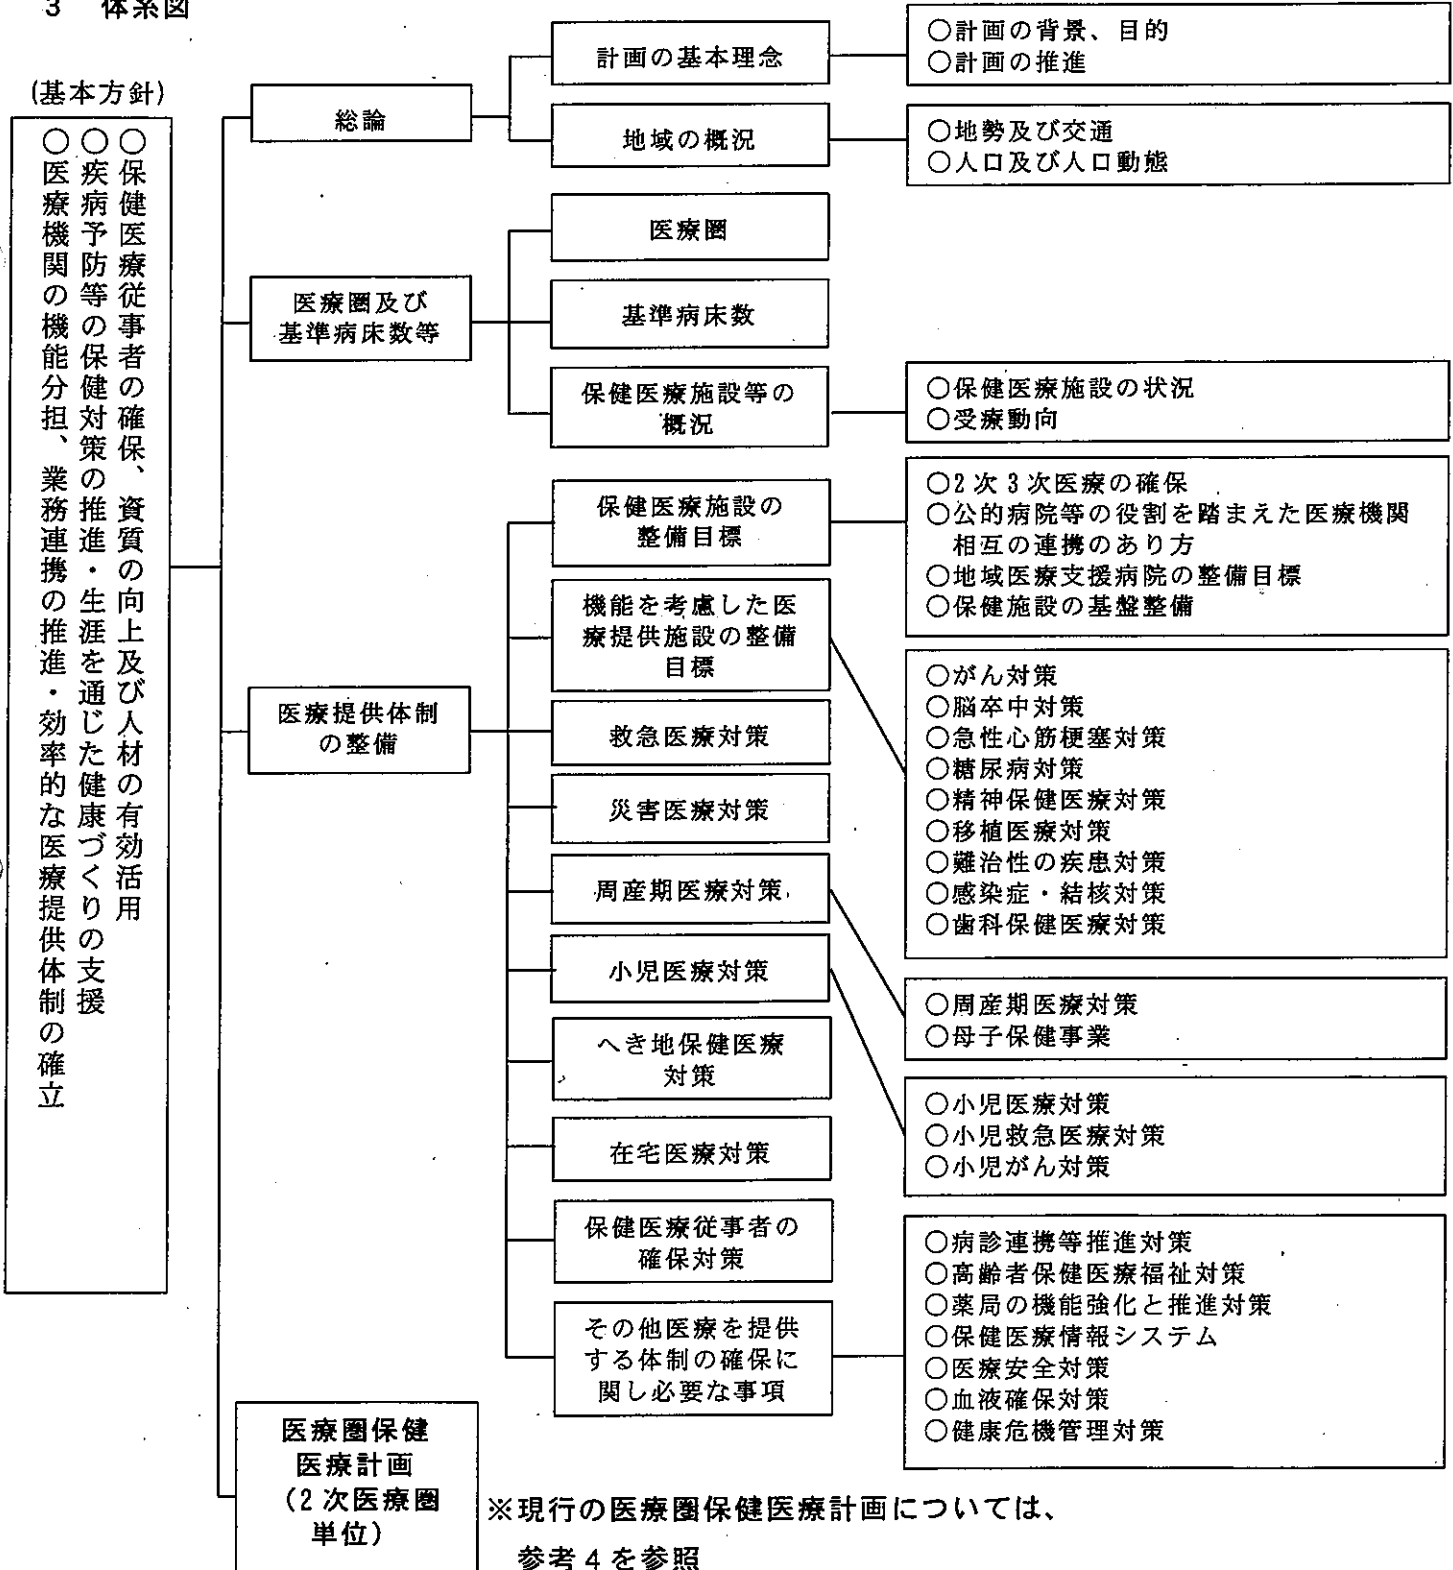 3 体系図
(基本方針)
○保健医療従事者の確保、資質の向上及び人材の有効活用
○疾病予防等の保健対策の推進・生涯を通じた健康づくりの支援
○医療機関の機能分担、業務連携の推進・効率的な医療提供体制の確立
総論
計画の基本理念
○計画の背景、目的
○計画の推進
地域の概況
○地勢及び交通
○人口及び人口動態
医療圏及び
基準病床数等
医療圏
基準病床数
保健医療施設等の
概況
○保健医療施設の状況
○受療動向
医療提供体制
の整備
保健医療施設の
整備目標
○2次3次医療の確保
○公的病院等の役割を踏まえた医療機関
相互の連携のあり方
○地域医療支援病院の整備目標
○保健施設の基盤整備
機能を考慮した医
療提供施設の整備
目標
○がん対策
○脳卒中対策
○急性心筋梗塞対策
○糖尿病対策
○精神保健医療対策
○移植医療対策
○難治性の疾患対策
○感染症・結核対策
○歯科保健医療対策
救急医療対策
災害医療対策
周産期医療対策
○周産期医療対策
○母子保健事業
小児医療対策
○小児医療対策
○小児救急医療対策
○小児がん対策
へき地保健医療
対策
在宅医療対策
保健医療従事者の
確保対策
その他医療を提供
する体制の確保に
関し必要な事項
○病診連携等推進対策
○高齢者保健医療福祉対策
○薬局の機能強化と推進対策
○保健医療情報システム
○医療安全対策
○血液確保対策
○健康危機管理対策
医療圏保健
医療計画
(2次医療圏
単位)
※現行の医療圏保健医療計画については、
参考4を参照